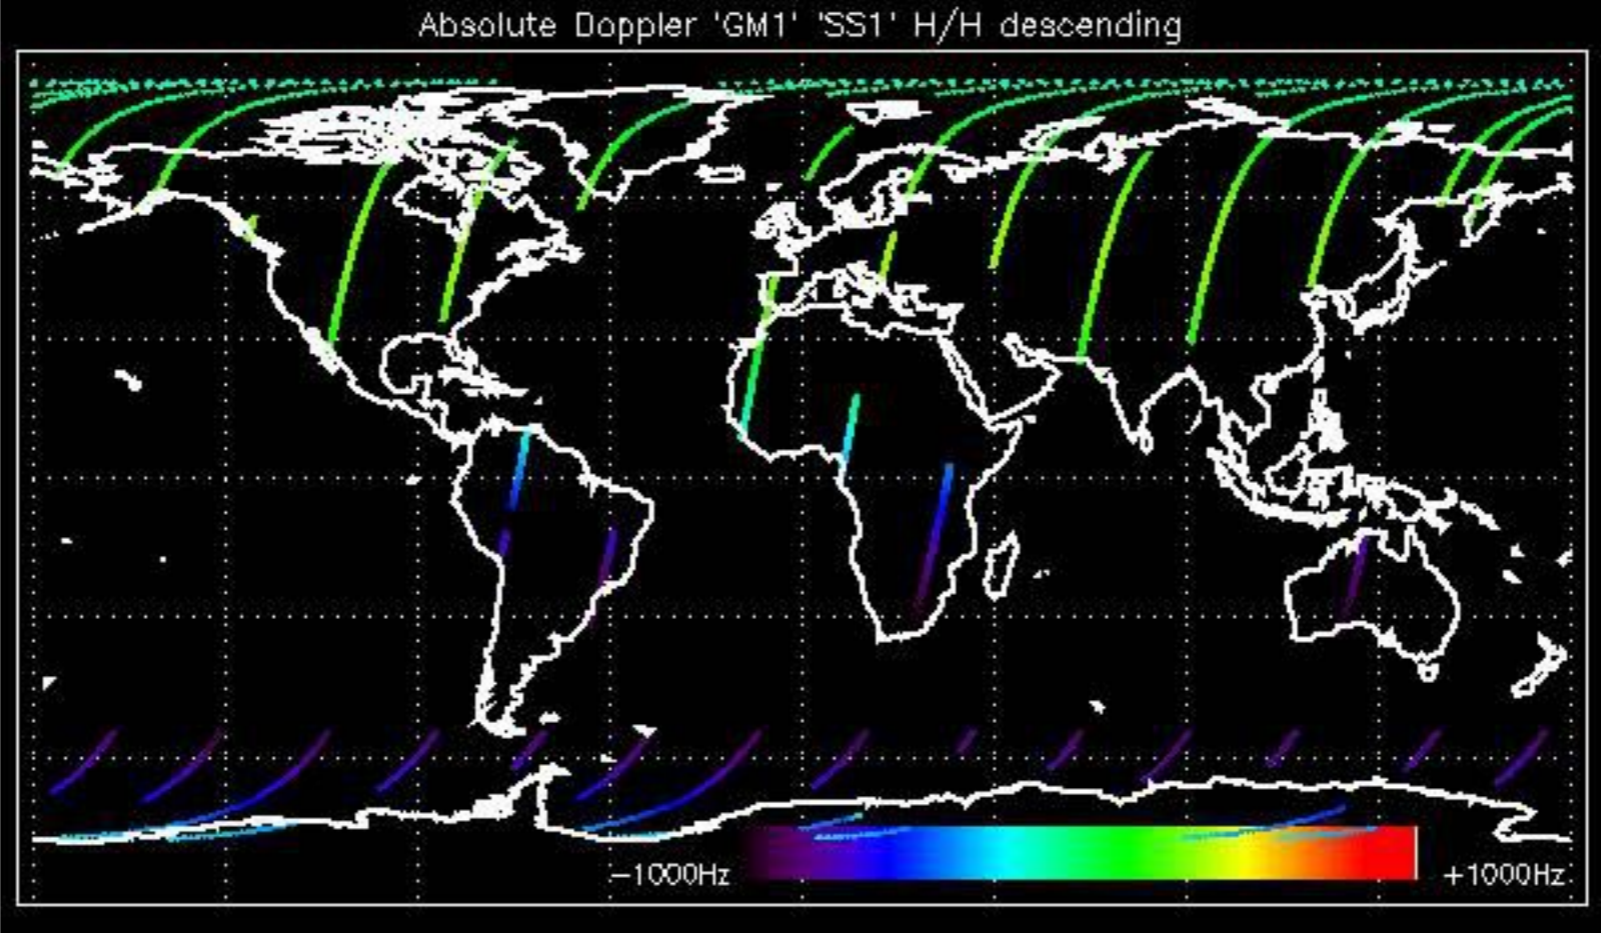 Absolute Doppler 'GM1' 'SS1' H/H descending
−1000Hz +1000Hz